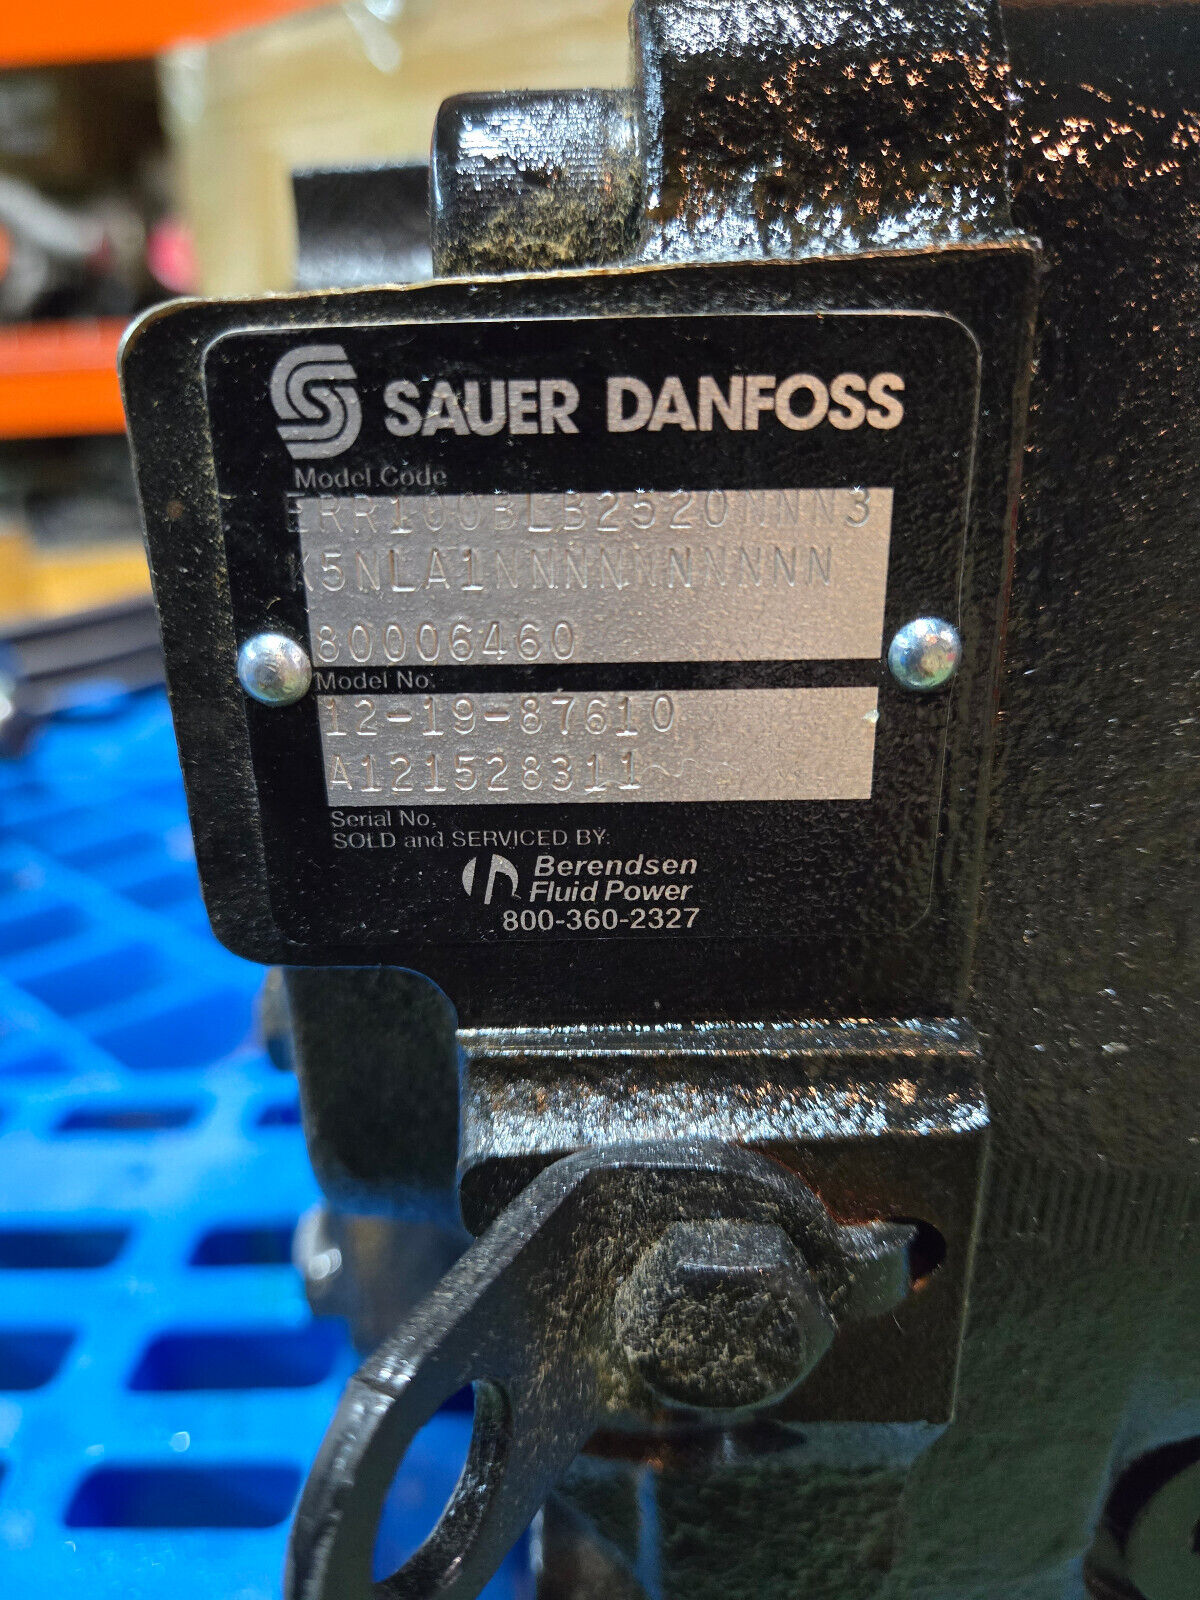 SAUER DANFOSS
Model Code
ERR100BLB2520NNN3
K5NLA1NNNNNNNNNN
80006460
Model No.
12-19-87610
A121528311
Serial No.
SOLD and SERVICED BY:
Berendsen
Fluid Power
800-360-2327